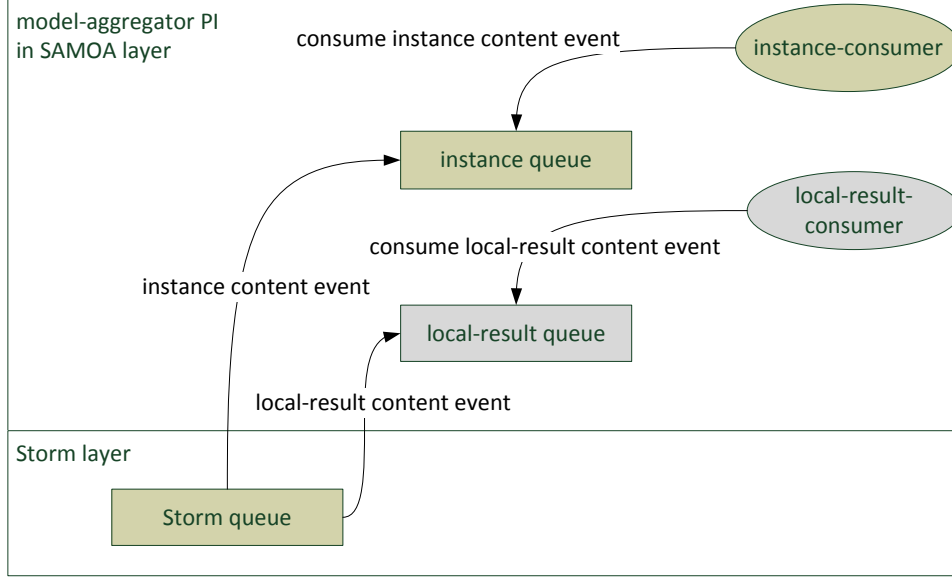 model-aggregator PI
in SAMOA layer
consume instance content event
instance-consumer
instance queue
local-result-
consumer
consume local-result content event
instance content event
local-result queue
local-result content event
Storm layer
Storm queue